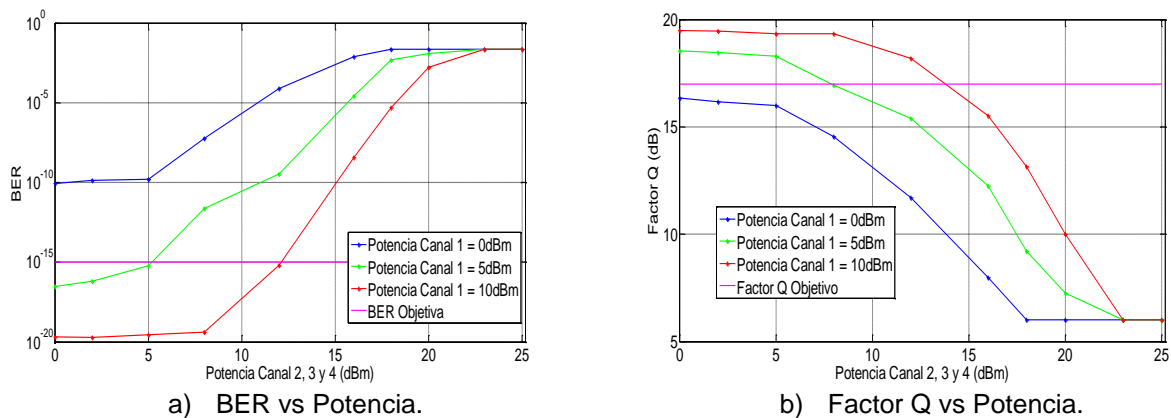 10^0
10^-5
10^-10
10^-15
10^-20
BER
0 5 10 15 20 25
Potencia Canal 2, 3 y 4 (dBm)
Potencia Canal 1 = 0dBm
Potencia Canal 1 = 5dBm
Potencia Canal 1 = 10dBm
BER Objetiva
a) BER vs Potencia.
20
15
10
5
Factor Q (dB)
0 5 10 15 20 25
Potencia Canal 2, 3 y 4 (dBm)
Potencia Canal 1 = 0dBm
Potencia Canal 1 = 5dBm
Potencia Canal 1 = 10dBm
Factor Q Objetivo
b) Factor Q vs Potencia.